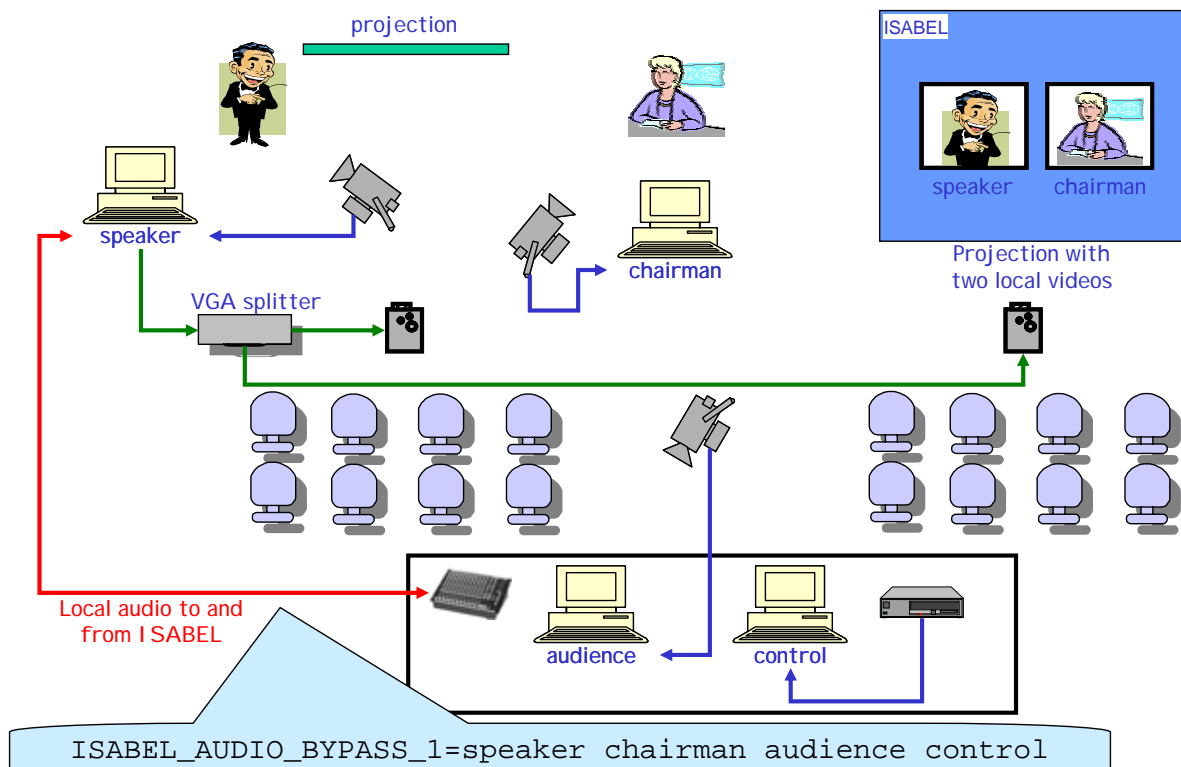 projection
ISABEL
speaker
chairman
Projection with
two local videos
speaker
chairman
VGA splitter
Local audio to and
from ISABEL
audience
control
ISABEL_AUDIO_BYPASS_1=speaker chairman audience control